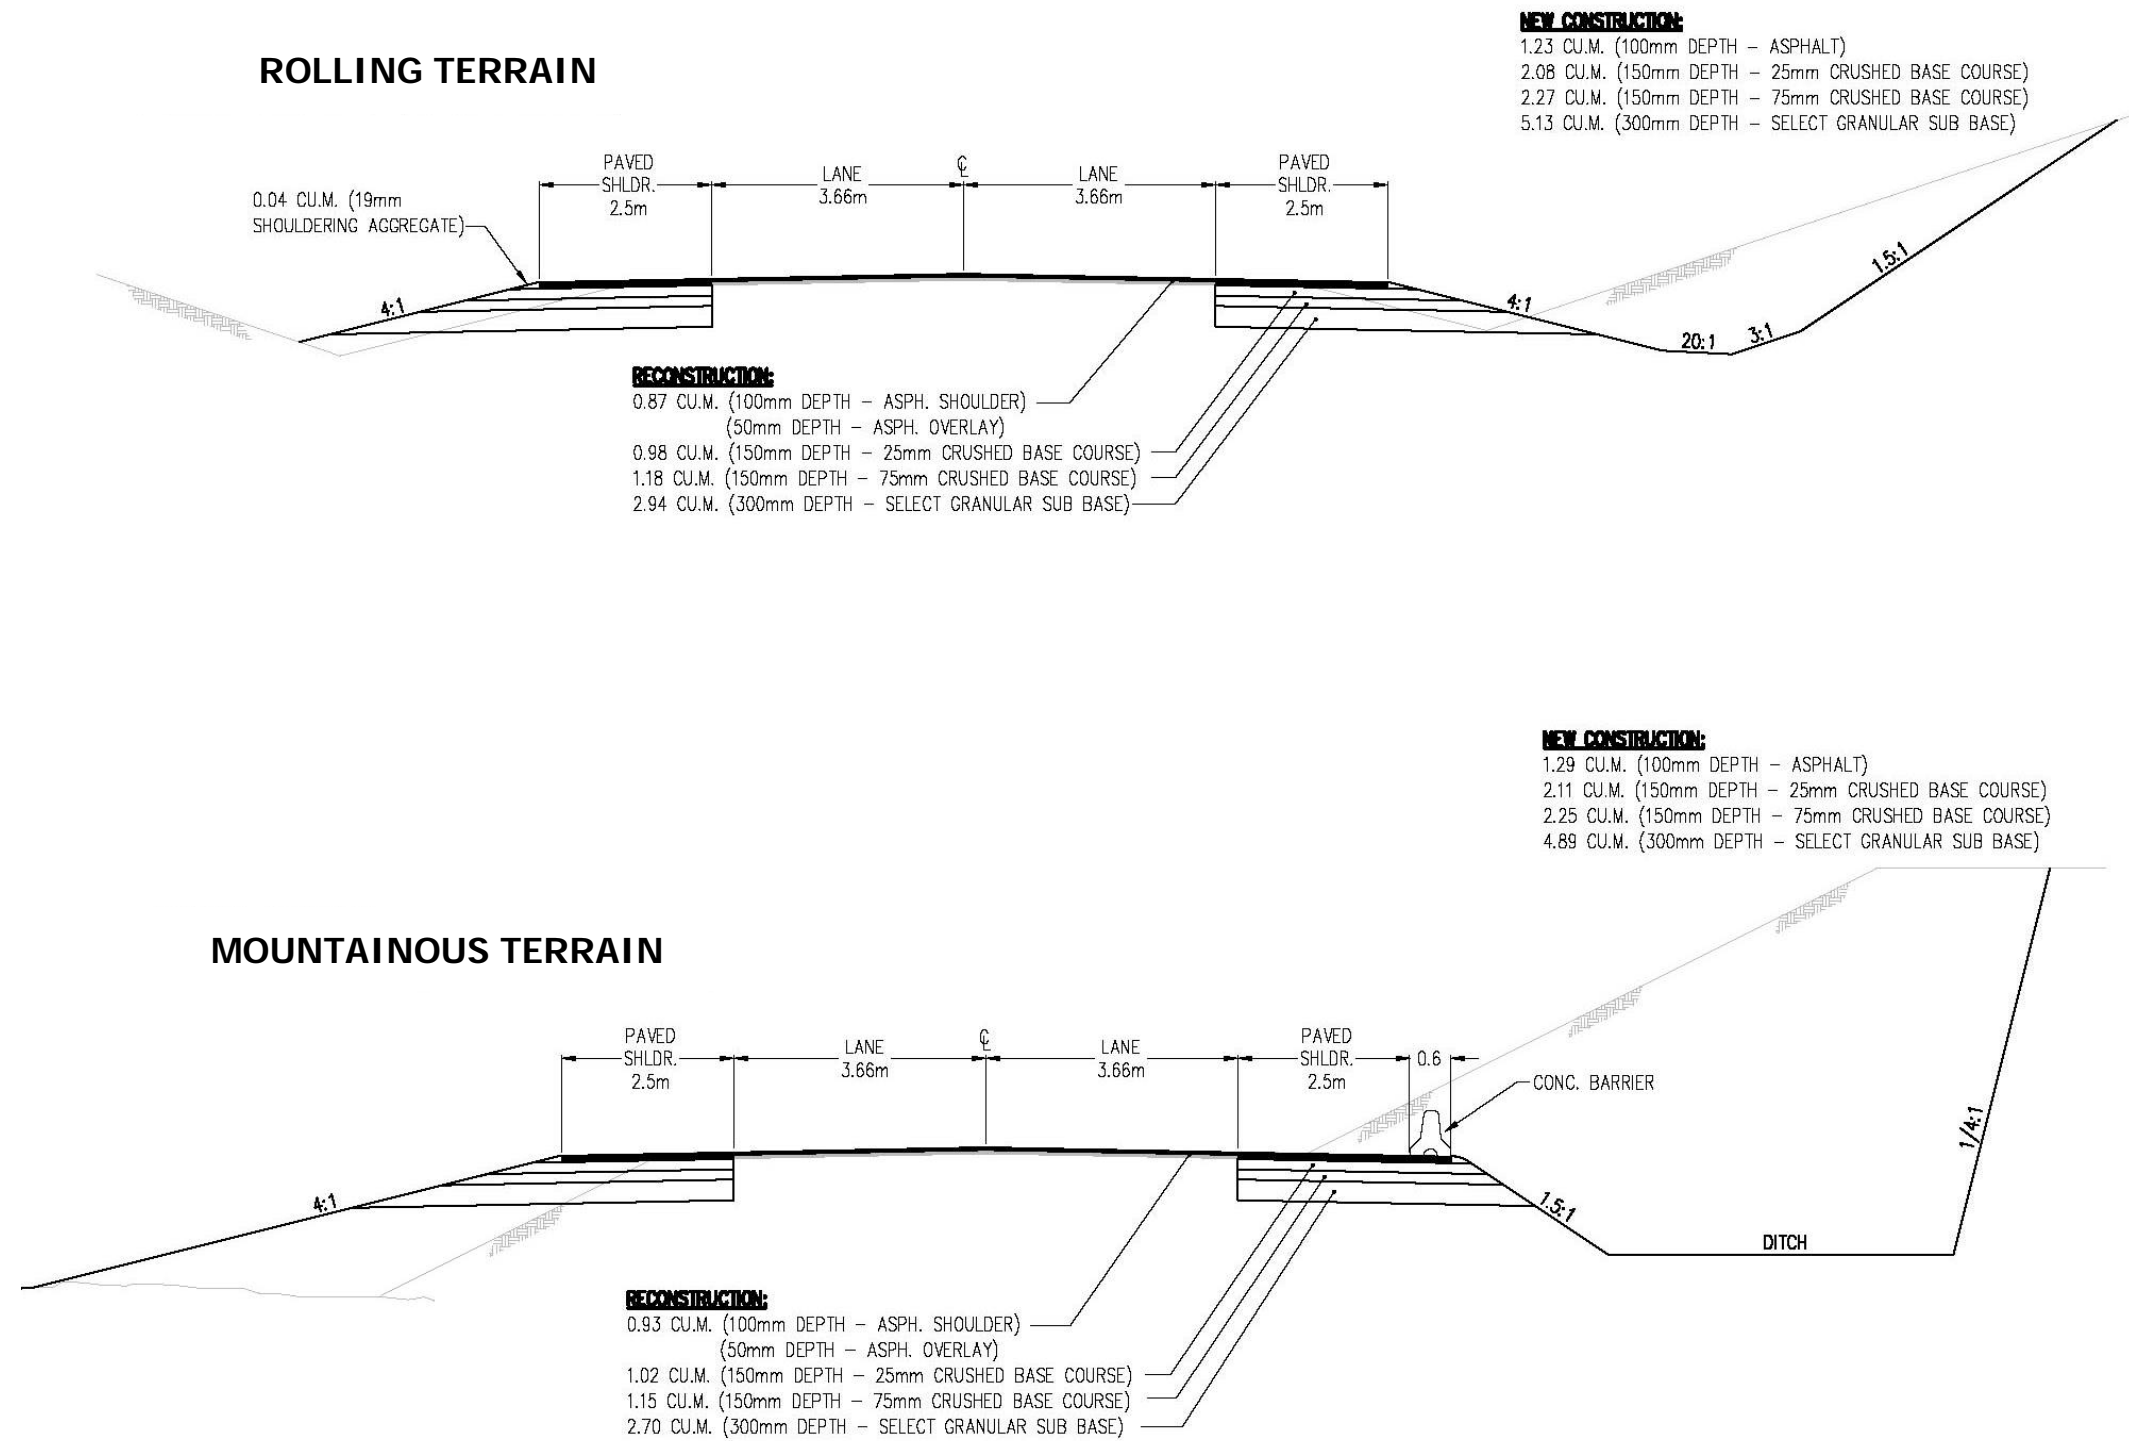 NEW CONSTRUCTION:
1.23 CU.M. (100mm DEPTH – ASPHALT)
2.08 CU.M. (150mm DEPTH – 25mm CRUSHED BASE COURSE)
2.27 CU.M. (150mm DEPTH – 75mm CRUSHED BASE COURSE)
5.13 CU.M. (300mm DEPTH – SELECT GRANULAR SUB BASE)
ROLLING TERRAIN
PAVED
SHLDR.
2.5m
LANE
3.66m
℄
LANE
3.66m
PAVED
SHLDR.
2.5m
0.04 CU.M. (19mm
SHOULDERING AGGREGATE)
4:1
4:1
20:1
3:1
1.5:1
RECONSTRUCTION:
0.87 CU.M. (100mm DEPTH – ASPH. SHOULDER)
(50mm DEPTH – ASPH. OVERLAY)
0.98 CU.M. (150mm DEPTH – 25mm CRUSHED BASE COURSE)
1.18 CU.M. (150mm DEPTH – 75mm CRUSHED BASE COURSE)
2.94 CU.M. (300mm DEPTH – SELECT GRANULAR SUB BASE)
NEW CONSTRUCTION:
1.29 CU.M. (100mm DEPTH – ASPHALT)
2.11 CU.M. (150mm DEPTH – 25mm CRUSHED BASE COURSE)
2.25 CU.M. (150mm DEPTH – 75mm CRUSHED BASE COURSE)
4.89 CU.M. (300mm DEPTH – SELECT GRANULAR SUB BASE)
MOUNTAINOUS TERRAIN
PAVED
SHLDR.
2.5m
LANE
3.66m
℄
LANE
3.66m
PAVED
SHLDR.
2.5m
0.6
CONC. BARRIER
4:1
1.5:1
DITCH
1/4:1
RECONSTRUCTION:
0.93 CU.M. (100mm DEPTH – ASPH. SHOULDER)
(50mm DEPTH – ASPH. OVERLAY)
1.02 CU.M. (150mm DEPTH – 25mm CRUSHED BASE COURSE)
1.15 CU.M. (150mm DEPTH – 75mm CRUSHED BASE COURSE)
2.70 CU.M. (300mm DEPTH – SELECT GRANULAR SUB BASE)